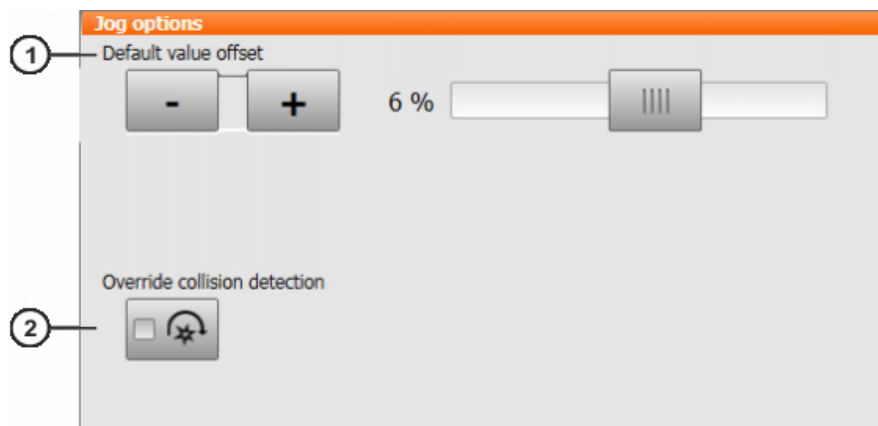 Jog options
1
Default value offset
- +
6 %
Override collision detection
2